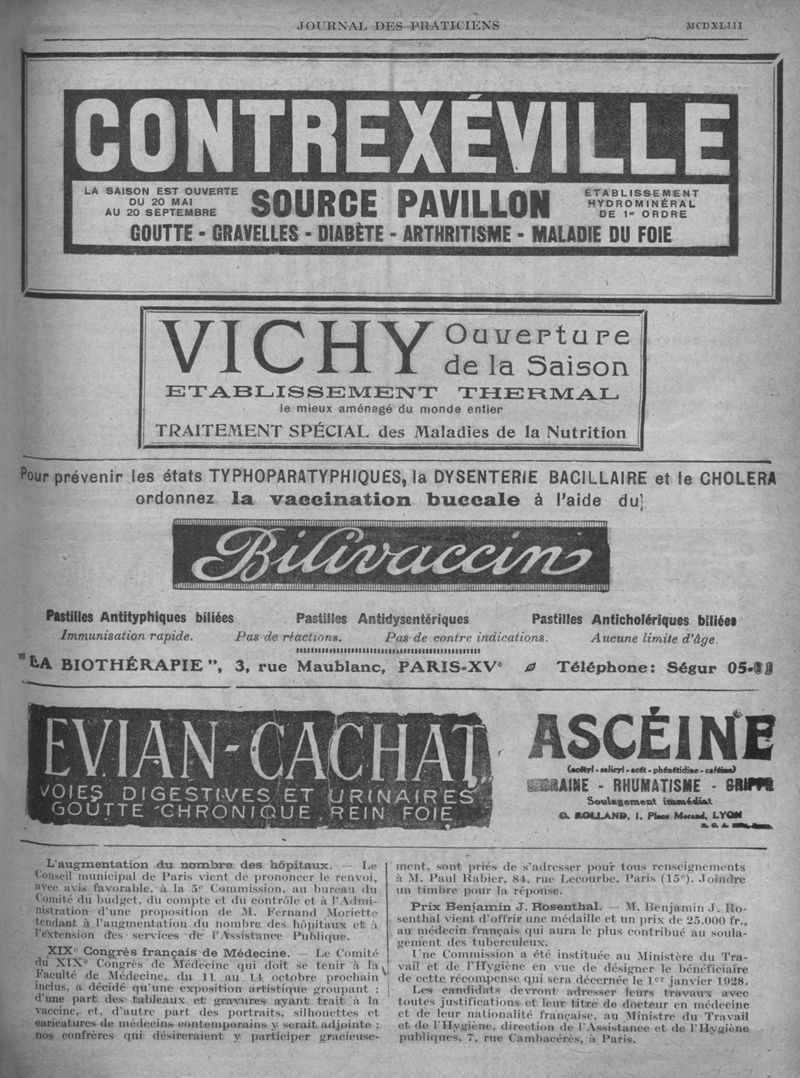 JOURNAL DES PRATICIENS
MCDXLIII
CONTREXÉVILLE
LA SAISON EST OUVERTE
DU 20 MAI
AU 20 SEPTEMBRE
SOURCE PAVILLON
ÉTABLISSEMENT
HYDROMINÉRAL
DE 1er ORDRE
GOUTTE - GRAVELLES - DIABÈTE - ARTHRITISME - MALADIE DU FOIE
VICHY
Ouverture
de la Saison
ETABLISSEMENT THERMAL
le mieux aménagé du monde entier
TRAITEMENT SPÉCIAL des Maladies de la Nutrition
Pour prévenir les états TYPHOPARATYPHIQUES, la DYSENTERIE BACILLAIRE et le CHOLERA
ordonnez la vaccination buccale à l'aide du
Bilivaccin
Pastilles Antityphiques biliées Pastilles Antidysentériques Pastilles Anticholériques biliées
Immunisation rapide. Pas de réactions. Pas de contre indications. Aucune limite d'âge.
"LA BIOTHÉRAPIE", 3, rue Maublanc, PARIS-XVe Téléphone: Ségur 05-
EVIAN-CACHAT
VOIES DIGESTIVES ET URINAIRES
GOUTTE CHRONIQUE, REIN FOIE
ASCÉINE
(acétyl-salicyl-acét-phénétidine-caféine)
- RHUMATISME - GRIPPE
Soulagement immédiat
O. ROLLAND, 1, Place Morand, LYON
L'augmentation du nombre des hôpitaux. — Le
Conseil municipal de Paris vient de prononcer le renvoi,
avec avis favorable, à la 5e Commission, au bureau du
Comité du budget, du compte et du contrôle et à l'Admi-
nistration d'une proposition de M. Fernand Moriette
tendant à l'augmentation du nombre des hôpitaux et à
l'extension des services de l'Assistance Publique.
XIXe Congrès français de Médecine. — Le Comité
du XIXe Congrès de Médecine qui doit se tenir à la
Faculté de Médecine, du 11 au 14 octobre prochain
inclus, a décidé qu'une exposition artistique groupant :
d'une part des tableaux et gravures ayant trait à la
vaccine, et, d'autre part des portraits, silhouettes et
caricatures de médecins contemporains y serait adjointe ;
nos confrères qui désireraient y participer gracieuse-
ment, sont priés de s'adresser pour tous renseignements
à M. Paul Rabier, 84, rue Lecourbe, Paris (15e). Joindre
un timbre pour la réponse.
Prix Benjamin J. Rosenthal. — M. Benjamin J. Ro-
senthal vient d'offrir une médaille et un prix de 25.000 fr.,
au médecin français qui aura le plus contribué au soula-
gement des tuberculeux.
Une Commission a été instituée au Ministère du Tra-
vail et de l'Hygiène en vue de désigner le bénéficiaire
de cette récompense qui sera décernée le 1er janvier 1928.
Les candidats devront adresser leurs travaux avec
toutes justifications et leur titre de docteur en médecine
et de leur nationalité française, au Ministre du Travail
et de l'Hygiène, direction de l'Assistance et de l'Hygiène
publiques, 7, rue Cambacérès, à Paris.